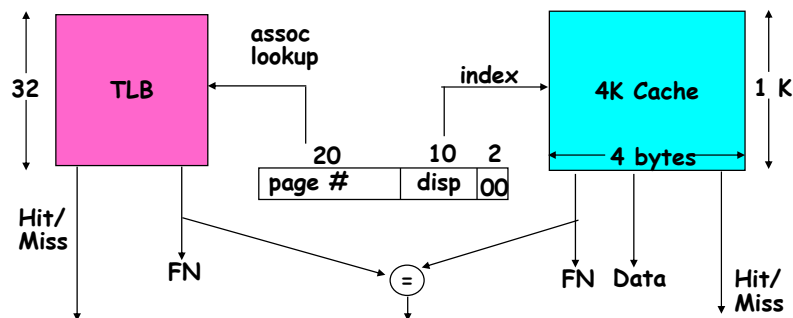 assoc
lookup
index
32
TLB
4K Cache
1 K
20
10
2
4 bytes
page #
disp
00
Hit/
Miss
FN
=
FN
Data
Hit/
Miss